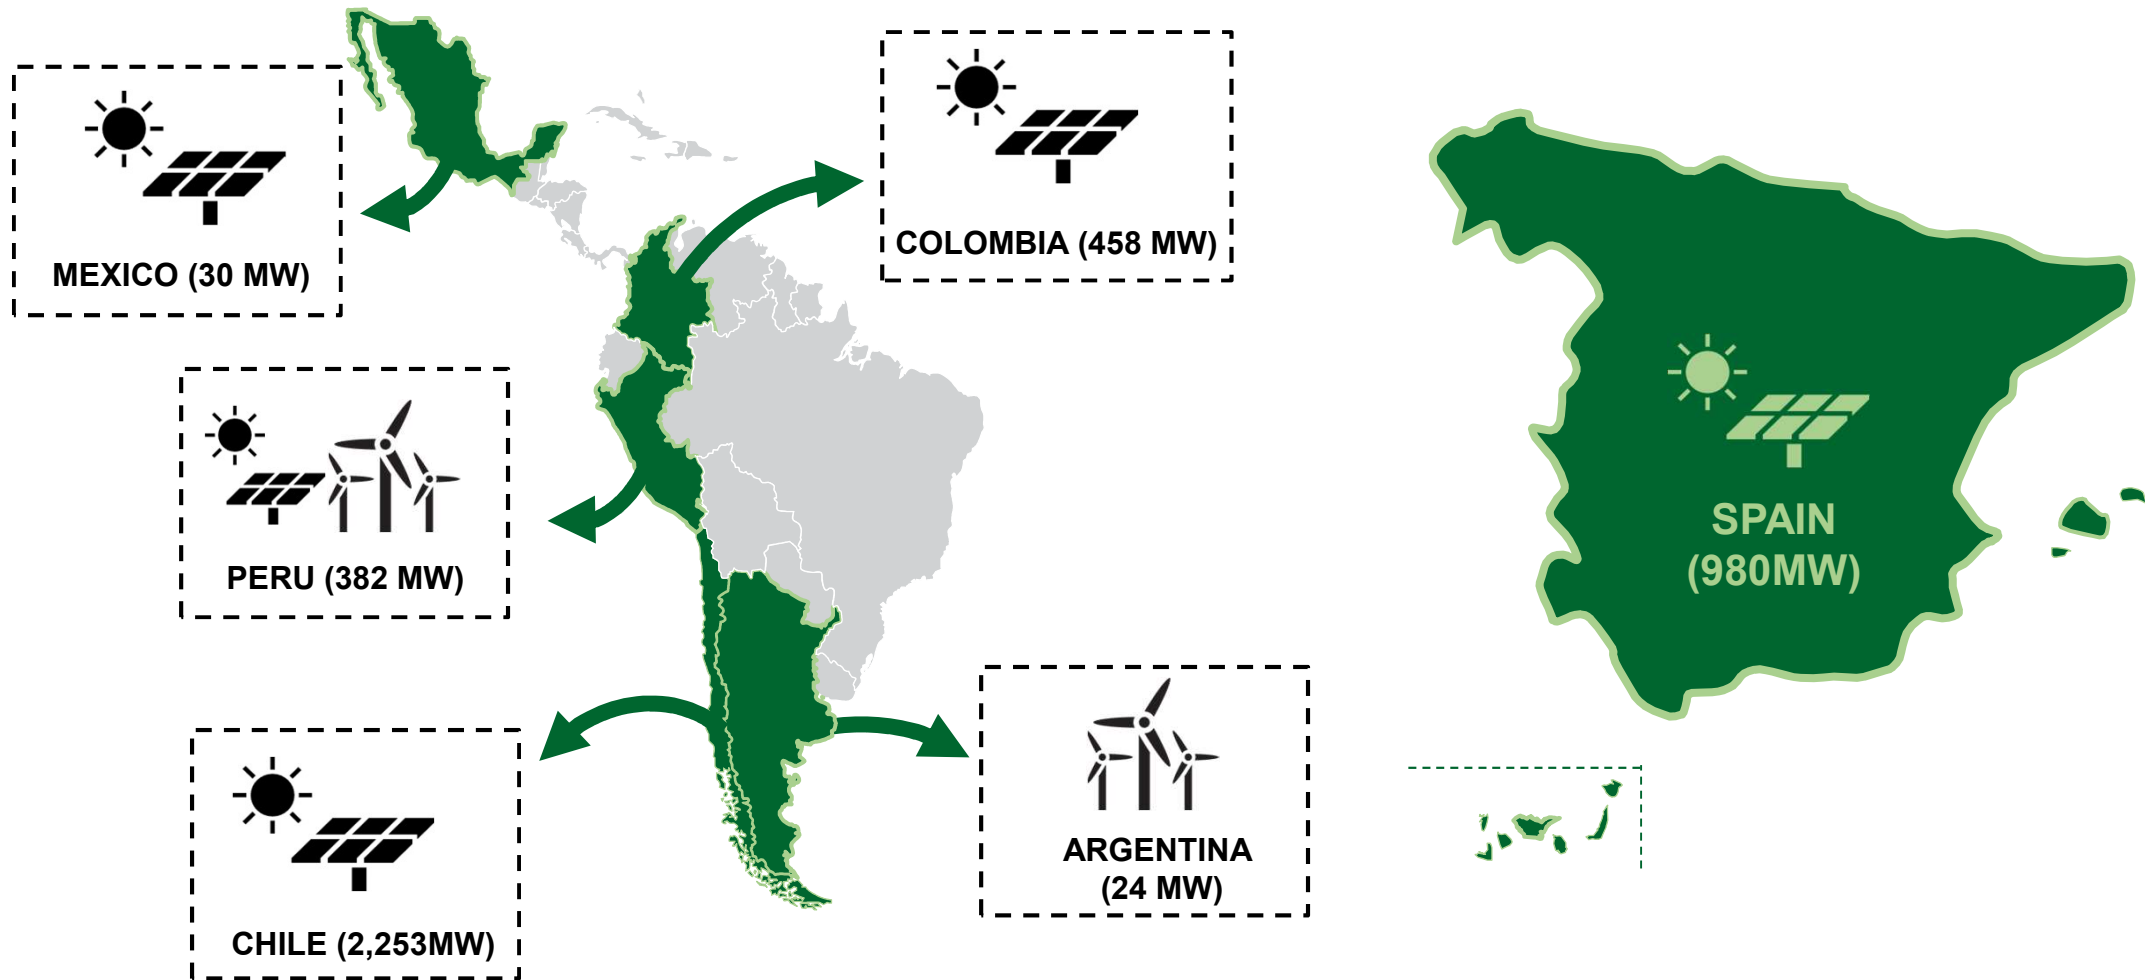 MEXICO (30 MW)
COLOMBIA (458 MW)
PERU (382 MW)
CHILE (2,253MW)
ARGENTINA
(24 MW)
SPAIN
(980MW)